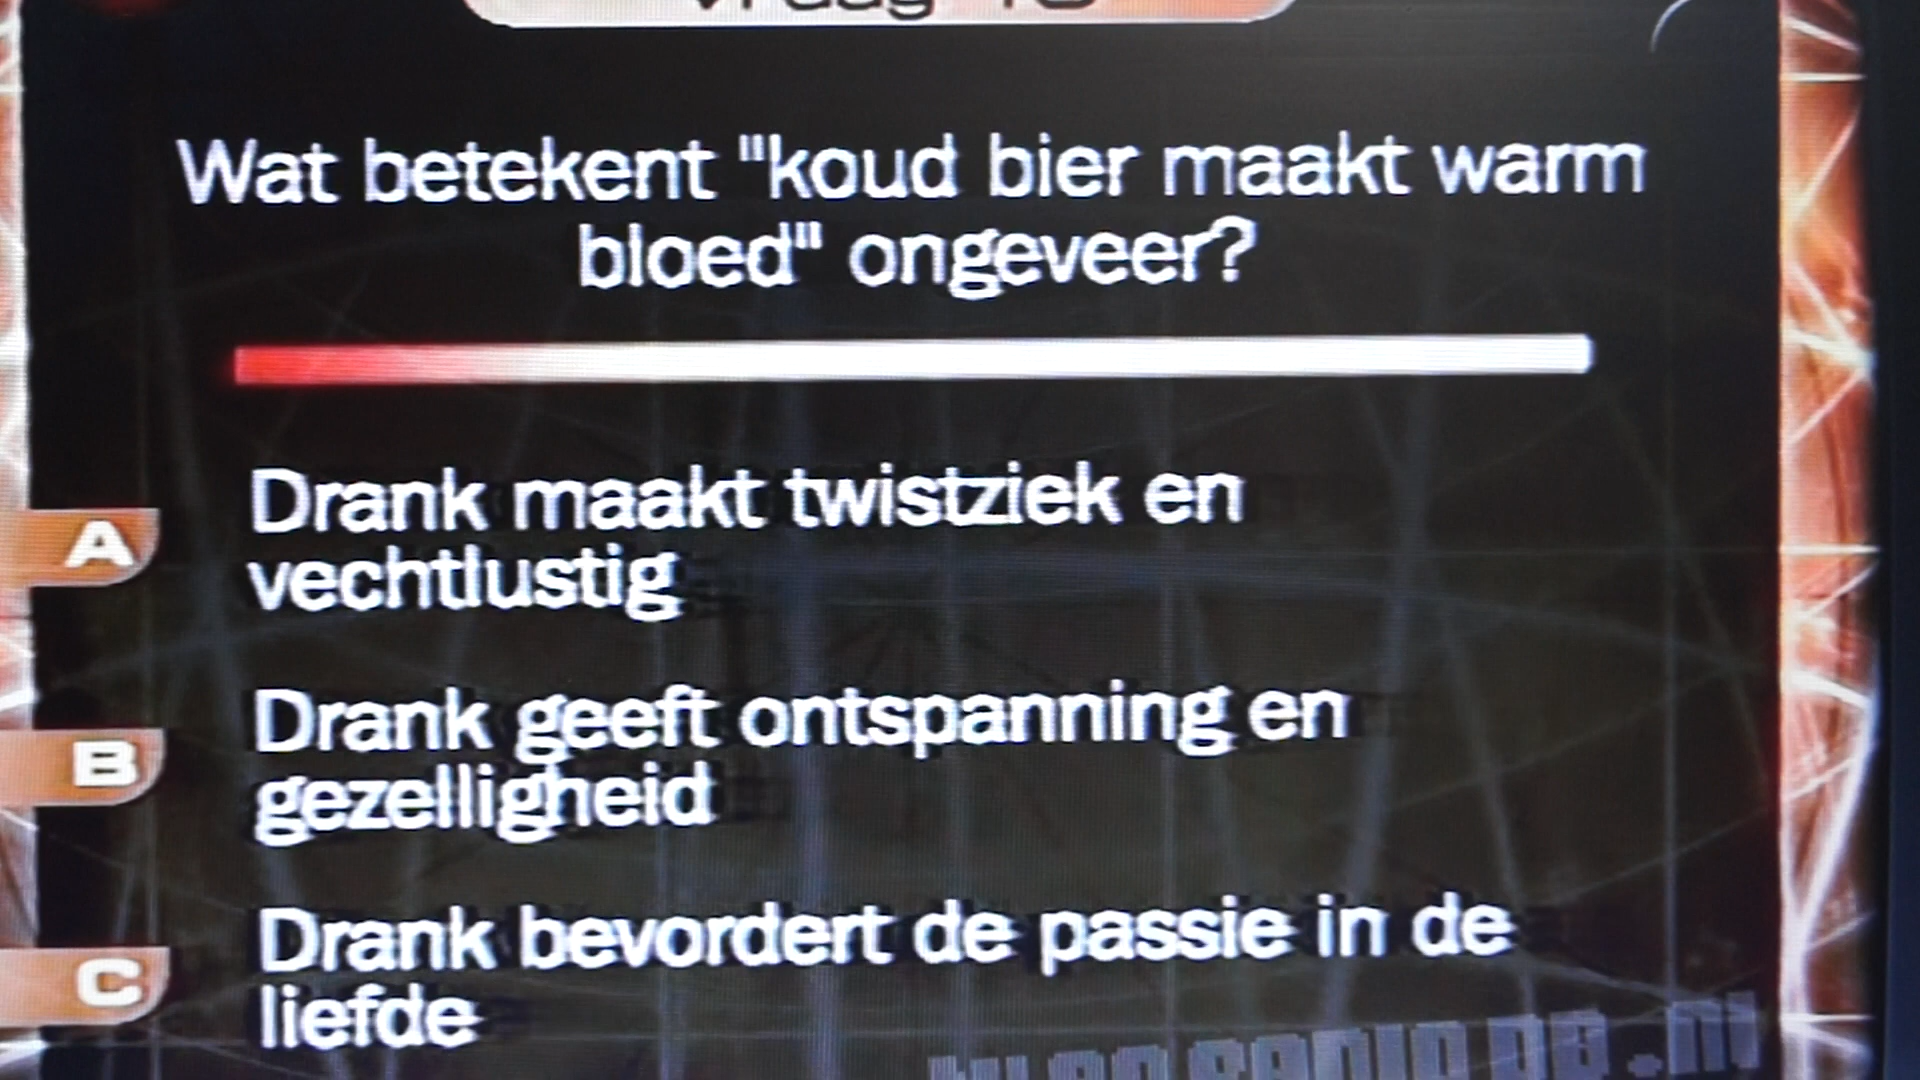 Wat betekent "koud bier maakt warm
bloed" ongeveer?
A
Drank maakt twistziek en
vechtlustig
B
Drank geeft ontspanning en
gezelligheid
C
Drank bevordert de passie in de
liefde